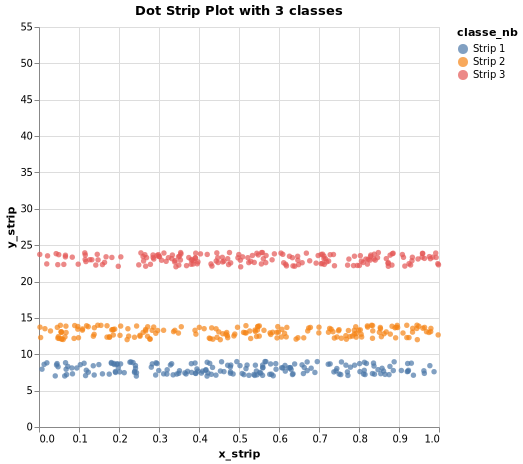 Dot Strip Plot with 3 classes
classe_nb
Strip 1
Strip 2
Strip 3
y_strip
55
50
45
40
35
30
25
20
15
10
5
0
0.0 0.1 0.2 0.3 0.4 0.5 0.6 0.7 0.8 0.9 1.0
x_strip